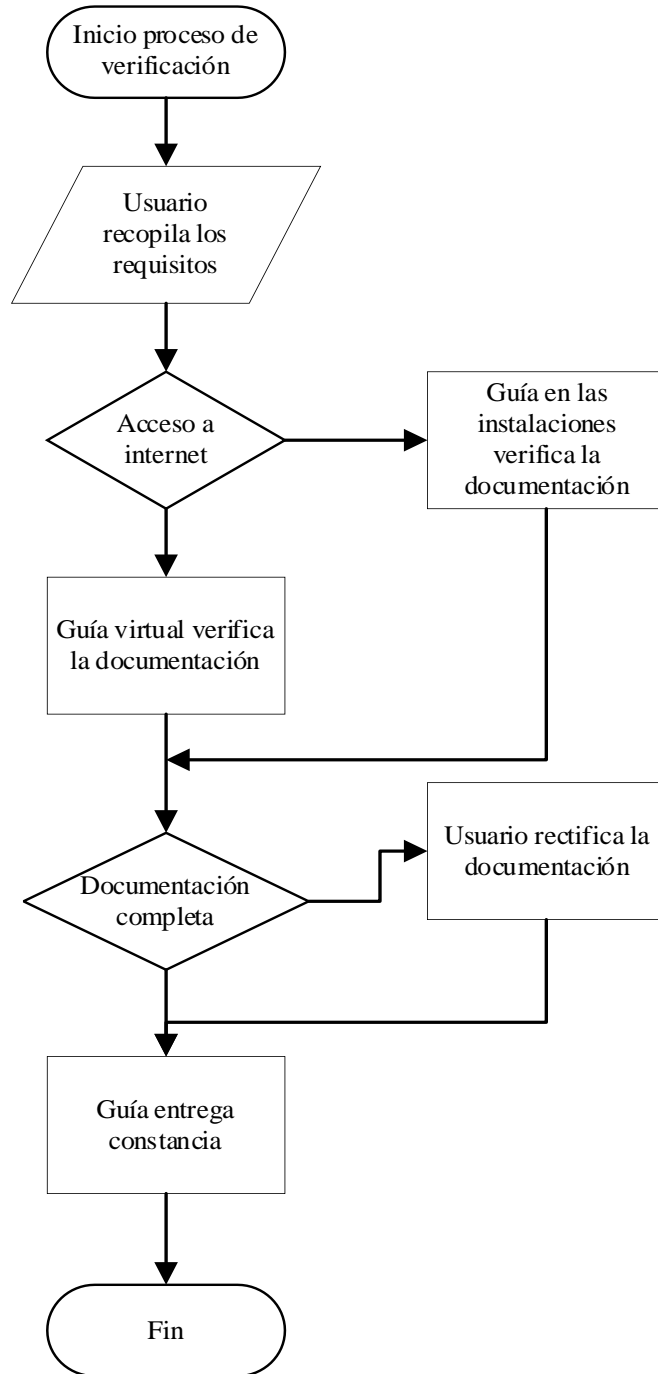 Inicio proceso de
verificación
Usuario
recopila los
requisitos
Acceso a
internet
Guía en las
instalaciones
verifica la
documentación
Guía virtual verifica
la documentación
Documentación
completa
Usuario rectifica la
documentación
Guía entrega
constancia
Fin